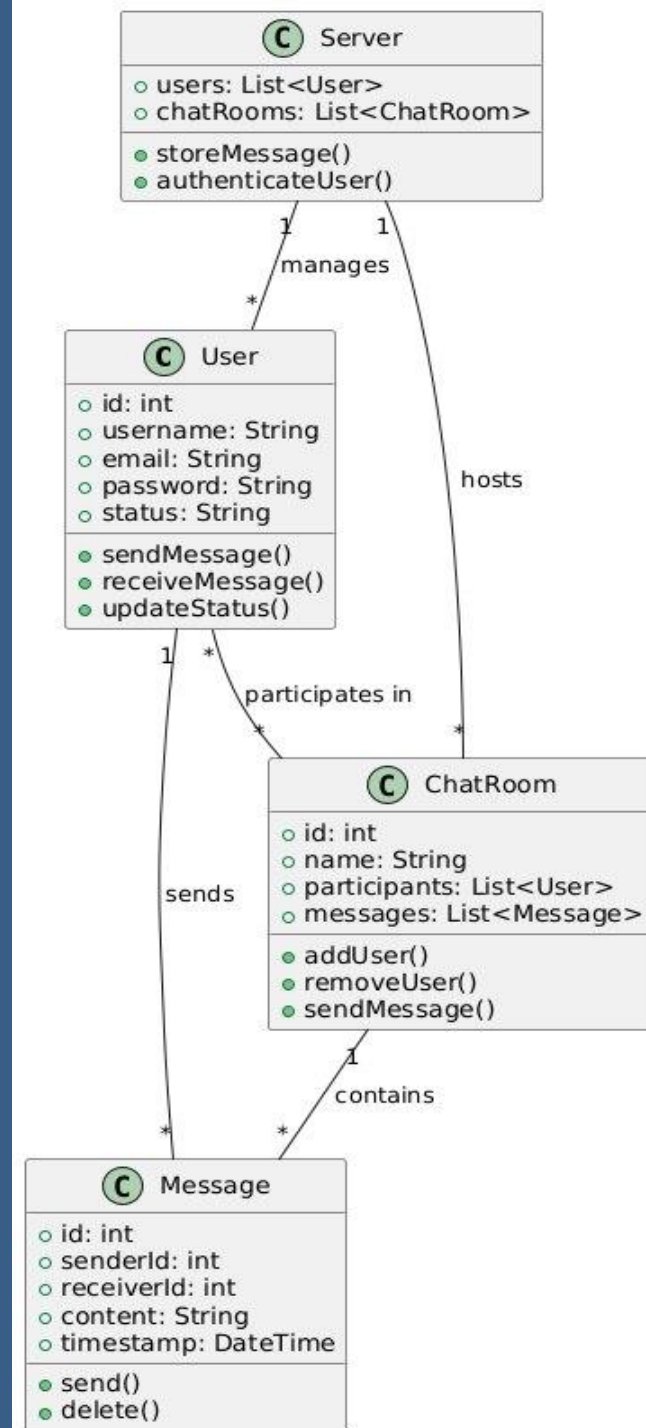 C Server
users: List<User>
chatRooms: List<ChatRoom>
storeMessage()
authenticateUser()
1 1
manages
*
C User
id: int
username: String
email: String
password: String
status: String
sendMessage()
receiveMessage()
updateStatus()
hosts
1 *
participates in
* *
C ChatRoom
id: int
name: String
participants: List<User>
messages: List<Message>
addUser()
removeUser()
sendMessage()
sends
1
contains
* *
C Message
id: int
senderId: int
receiverId: int
content: String
timestamp: DateTime
send()
delete()